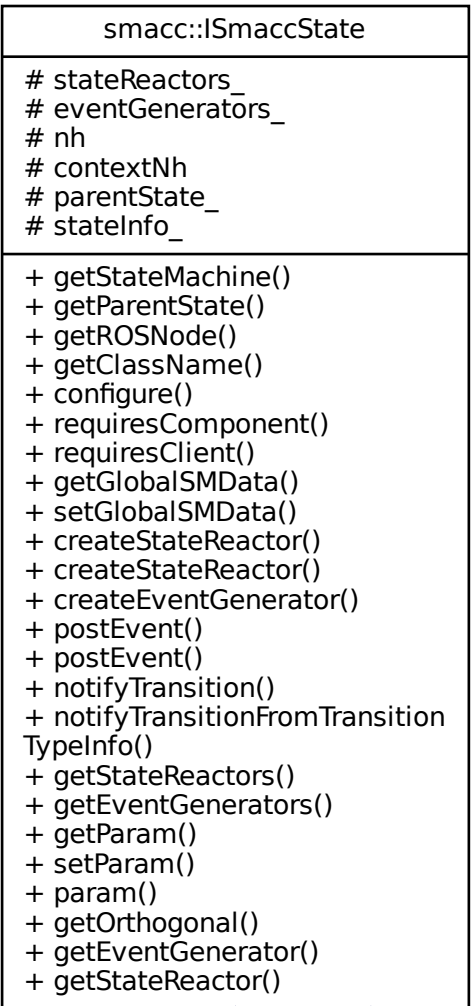 smacc::ISmaccState
# stateReactors_
# eventGenerators_
# nh
# contextNh
# parentState_
# stateInfo_
+ getStateMachine()
+ getParentState()
+ getROSNode()
+ getClassName()
+ configure()
+ requiresComponent()
+ requiresClient()
+ getGlobalSMData()
+ setGlobalSMData()
+ createStateReactor()
+ createStateReactor()
+ createEventGenerator()
+ postEvent()
+ postEvent()
+ notifyTransition()
+ notifyTransitionFromTransition
TypeInfo()
+ getStateReactors()
+ getEventGenerators()
+ getParam()
+ setParam()
+ param()
+ getOrthogonal()
+ getEventGenerator()
+ getStateReactor()